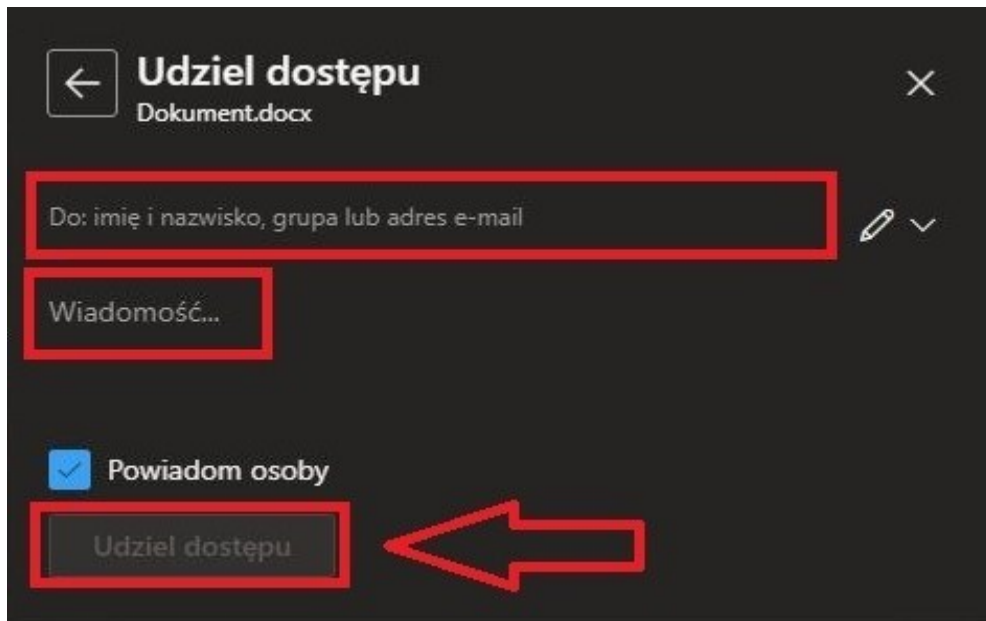 Udziel dostępu
Dokument.docx
Do: imię i nazwisko, grupa lub adres e-mail
Wiadomość...
Powiadom osoby
Udziel dostępu